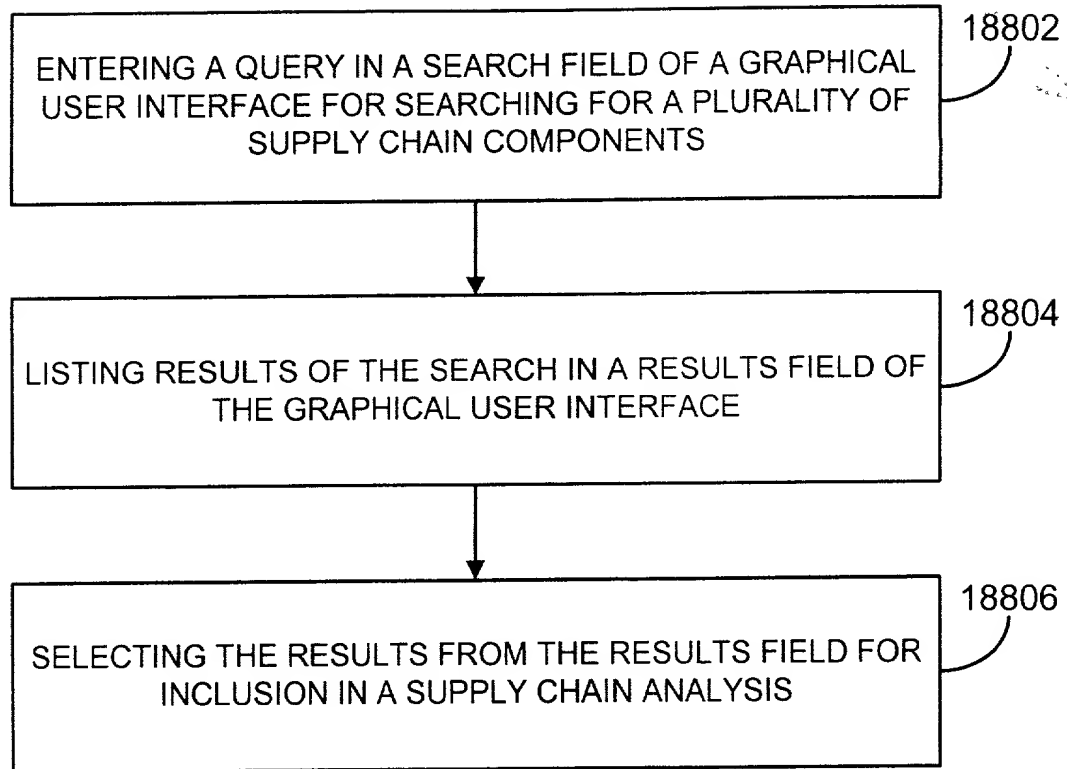 18802
ENTERING A QUERY IN A SEARCH FIELD OF A GRAPHICAL
USER INTERFACE FOR SEARCHING FOR A PLURALITY OF
SUPPLY CHAIN COMPONENTS
18804
LISTING RESULTS OF THE SEARCH IN A RESULTS FIELD OF
THE GRAPHICAL USER INTERFACE
18806
SELECTING THE RESULTS FROM THE RESULTS FIELD FOR
INCLUSION IN A SUPPLY CHAIN ANALYSIS